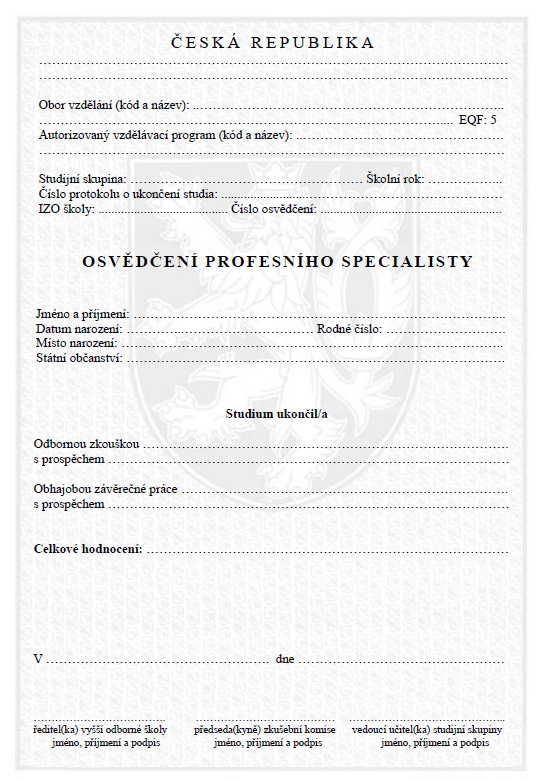 ČESKÁ REPUBLIKA
……………………………………………………………………………………………
……………………………………………………………………………………………
Obor vzdělání (kód a název): ……………………………………………………………
………………………………………………………………………………… EQF: 5
Autorizovaný vzdělávací program (kód a název): ………………………………………
……………………………………………………………………………………………
Studijní skupina: …………………………………………… Školní rok: ……………..
Číslo protokolu o ukončení studia: ………………………………………………………
IZO školy: .......................................... Číslo osvědčení: ...........................................................
OSVĚDČENÍ PROFESNÍHO SPECIALISTY
Jméno a příjmení: ………………………………………………………………………..
Datum narození: …………………………………… Rodné číslo: ………………………
Místo narození: …………………………………………………………………………..
Státní občanství: …………………………………………………………………………
Studium ukončil/a
Odbornou zkouškou ………………………………………………………………………
s prospěchem ………………………………………………………………………………
Obhajobou závěrečné práce ………………………………………………………………
s prospěchem ………………………………………………………………………………
Celkové hodnocení: ………………………………………………………………………
V …………………………………………. dne ………………………………………
………………………………… ………………………………… …………………………………
ředitel(ka) vyšší odborné školy předseda(kyně) zkušební komise vedoucí učitel(ka) studijní skupiny
jméno, příjmení a podpis jméno, příjmení a podpis jméno, příjmení a podpis